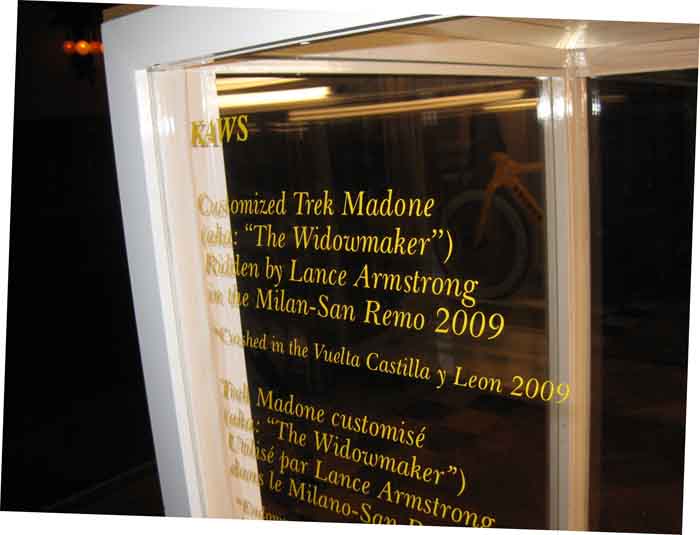 KAWS
Customized Trek Madone
(aka: "The Widowmaker")
Ridden by Lance Armstrong
on the Milan-San Remo 2009
*Crashed in the Vuelta Castilla y Leon 2009
Trek Madone customisé
(aka: "The Widowmaker")
Utilisé par Lance Armstrong
dans le Milano-San